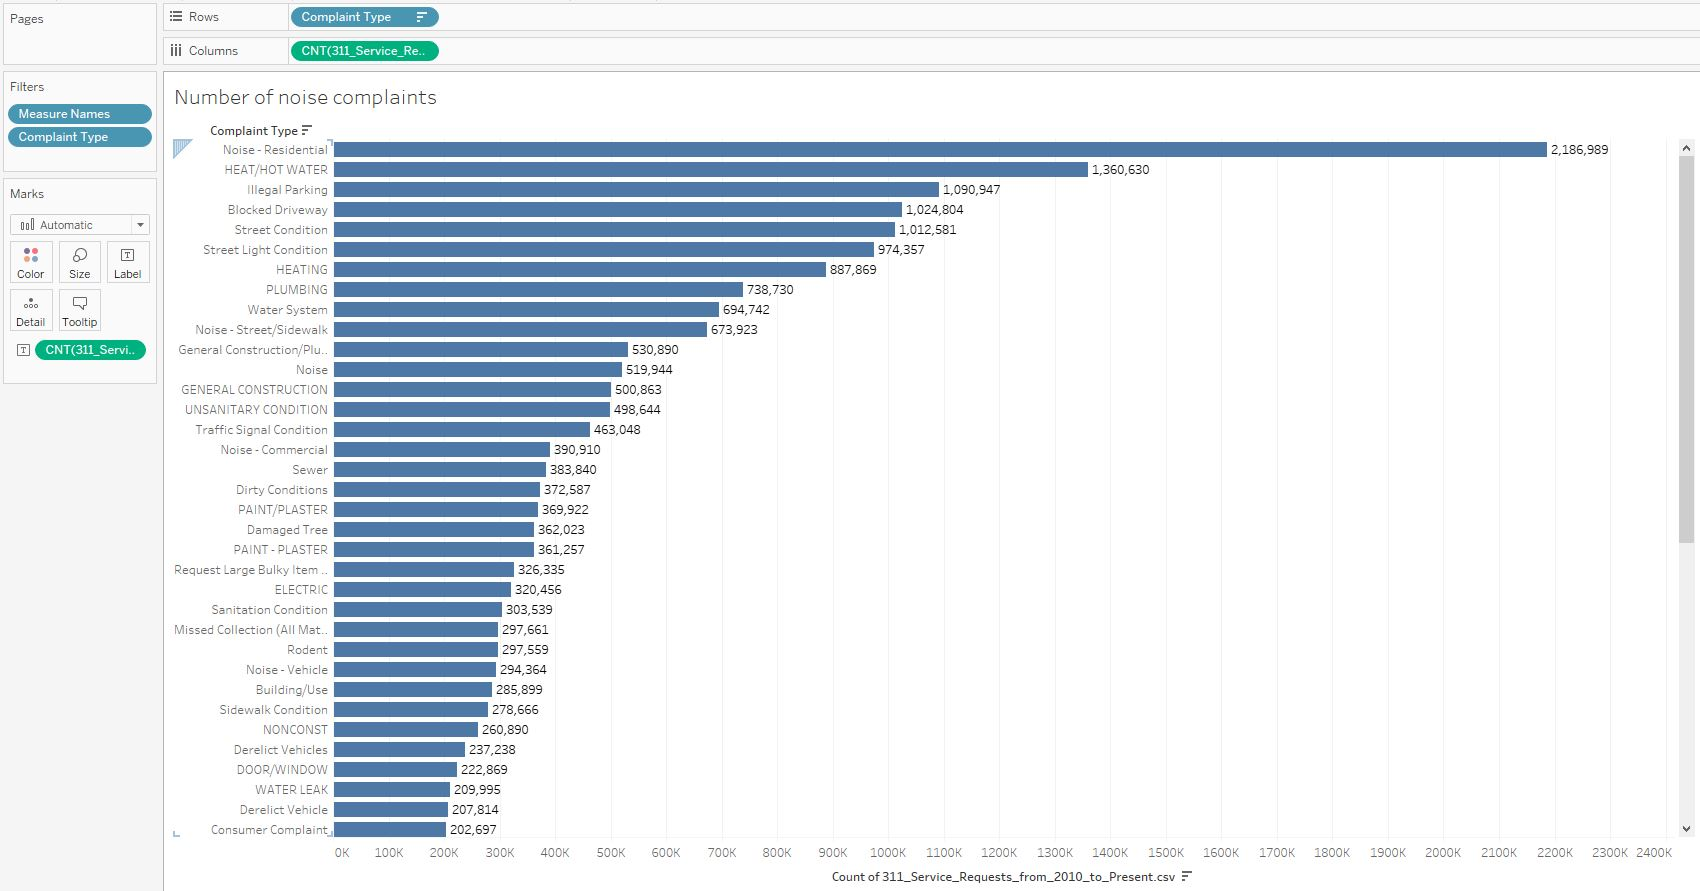 Pages
Rows
Complaint Type
Columns
CNT(311_Service_Re..
Filters
Measure Names
Complaint Type
Marks
Automatic
Color
Size
Label
Detail
Tooltip
CNT(311_Servi..
Number of noise complaints
Complaint Type
Noise - Residential 2,186,989
HEAT/HOT WATER 1,360,630
Illegal Parking 1,090,947
Blocked Driveway 1,024,804
Street Condition 1,012,581
Street Light Condition 974,357
HEATING 887,869
PLUMBING 738,730
Water System 694,742
Noise - Street/Sidewalk 673,923
General Construction/Plu.. 530,890
Noise 519,944
GENERAL CONSTRUCTION 500,863
UNSANITARY CONDITION 498,644
Traffic Signal Condition 463,048
Noise - Commercial 390,910
Sewer 383,840
Dirty Conditions 372,587
PAINT/PLASTER 369,922
Damaged Tree 362,023
PAINT - PLASTER 361,257
Request Large Bulky Item .. 326,335
ELECTRIC 320,456
Sanitation Condition 303,539
Missed Collection (All Mat.. 297,661
Rodent 297,559
Noise - Vehicle 294,364
Building/Use 285,899
Sidewalk Condition 278,666
NONCONST 260,890
Derelict Vehicles 237,238
DOOR/WINDOW 222,869
WATER LEAK 209,995
Derelict Vehicle 207,814
Consumer Complaint 202,697
0K 100K 200K 300K 400K 500K 600K 700K 800K 900K 1000K 1100K 1200K 1300K 1400K 1500K 1600K 1700K 1800K 1900K 2000K 2100K 2200K 2300K 2400K
Count of 311_Service_Requests_from_2010_to_Present.csv